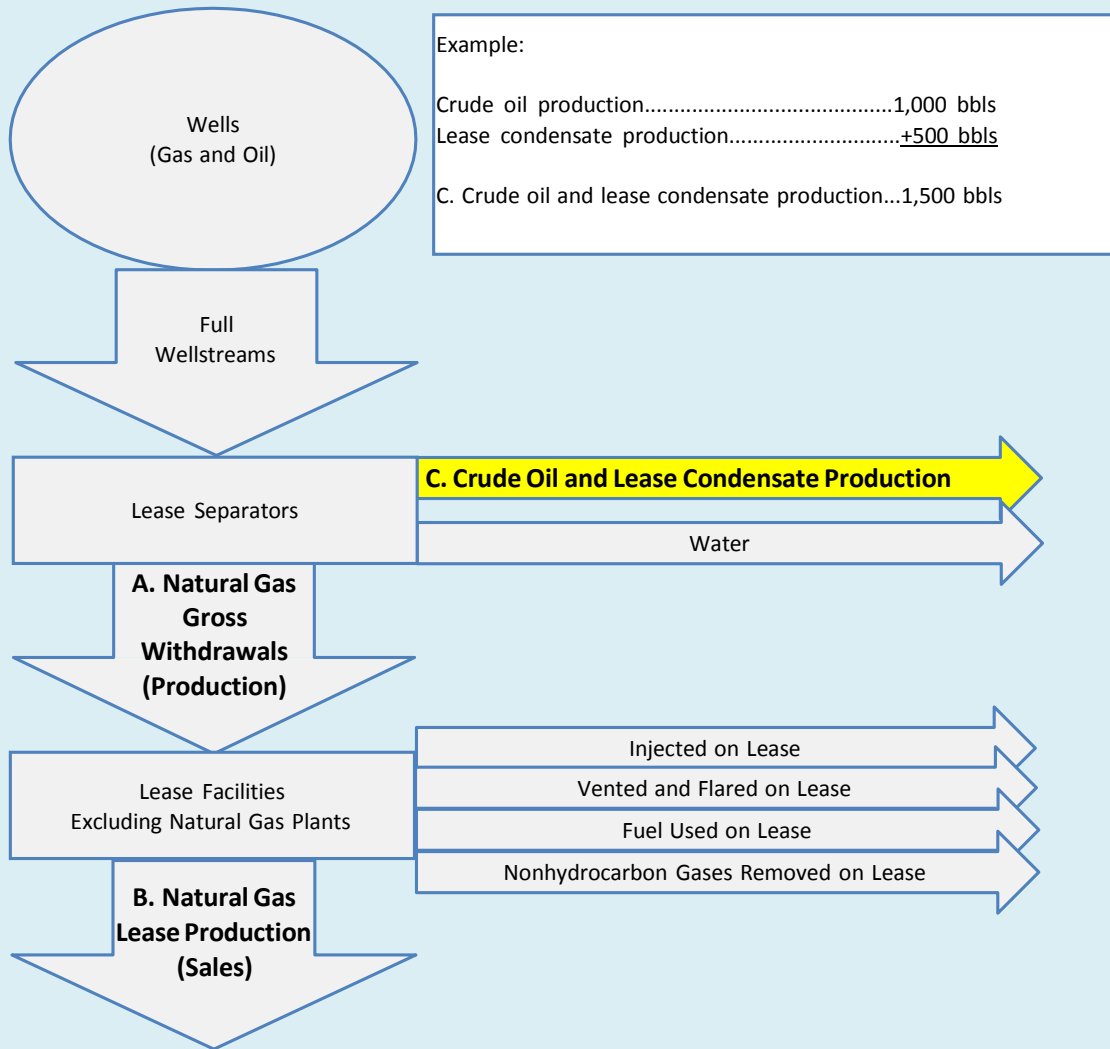 Wells
(Gas and Oil)
Example:
Crude oil production..........................................1,000 bbls
Lease condensate production.............................+500 bbls
C. Crude oil and lease condensate production...1,500 bbls
Full
Wellstreams
Lease Separators
C. Crude Oil and Lease Condensate Production
Water
A. Natural Gas
Gross
Withdrawals
(Production)
Lease Facilities
Excluding Natural Gas Plants
Injected on Lease
Vented and Flared on Lease
Fuel Used on Lease
Nonhydrocarbon Gases Removed on Lease
B. Natural Gas
Lease Production
(Sales)